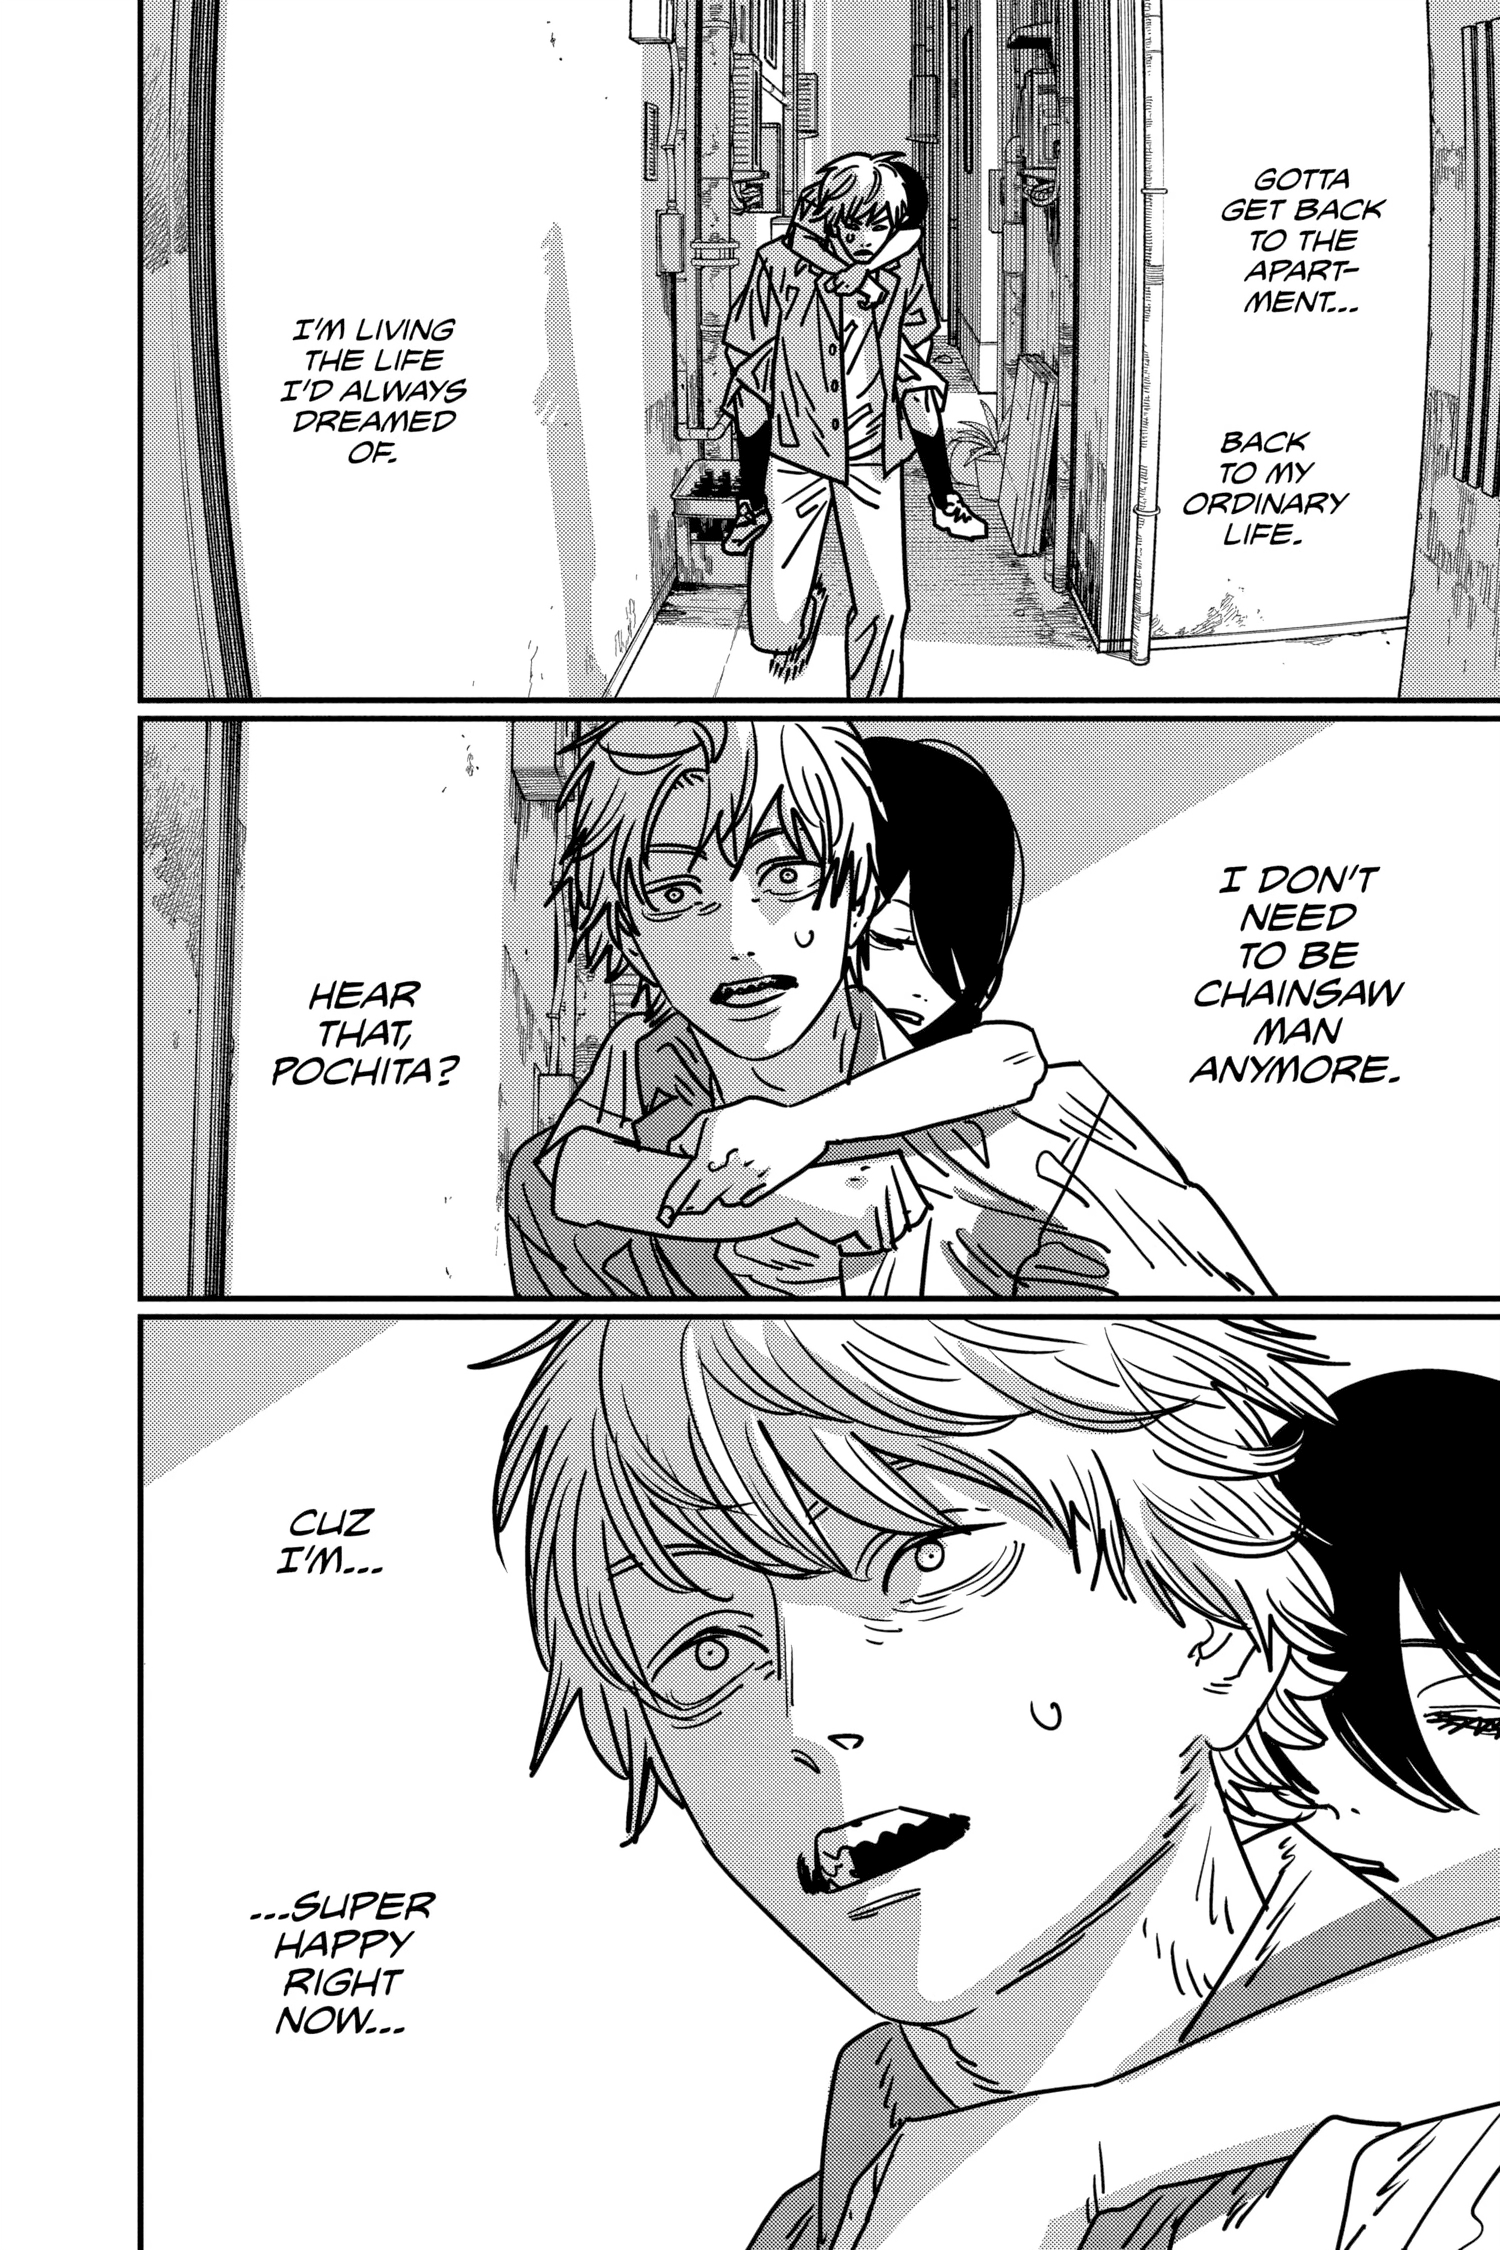 GOTTA
GET BACK
TO THE
APART-
MENT...
BACK
TO MY
ORDINARY
LIFE.
I'M LIVING
THE LIFE
I'D ALWAYS
DREAMED
OF.
I DON'T
NEED
TO BE
CHAINSAW
MAN
ANYMORE.
HEAR
THAT,
POCHITA?
CUZ
I'M...
...SUPER
HAPPY
RIGHT
NOW...